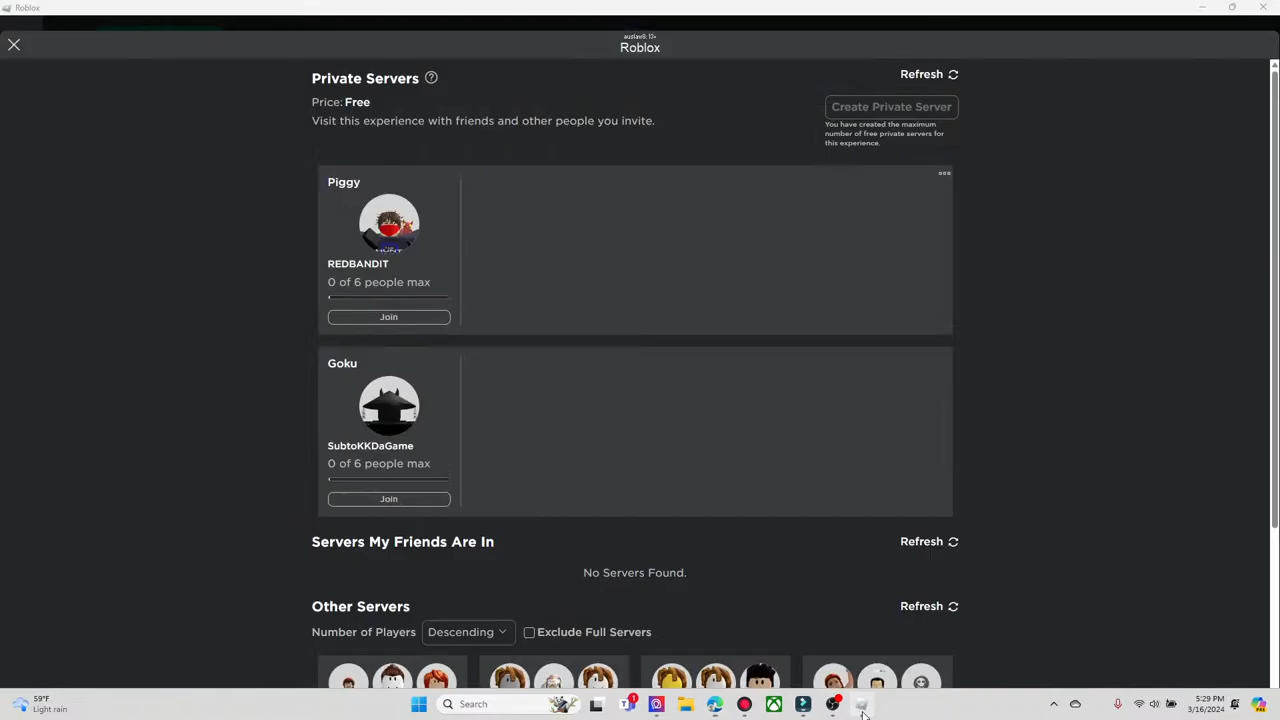 Roblox
auslaw8: 13+
Roblox
Private Servers
Refresh
Price: Free
Visit this experience with friends and other people you invite.
Create Private Server
You have created the maximum
number of free private servers for
this experience.
Piggy
REDBANDIT
0 of 6 people max
Join
Goku
SubtoKKDaGame
0 of 6 people max
Join
Servers My Friends Are In
Refresh
No Servers Found.
Other Servers
Refresh
Number of Players
Descending
Exclude Full Servers
59°F
Light rain
Search
1
5:29 PM
3/16/2024